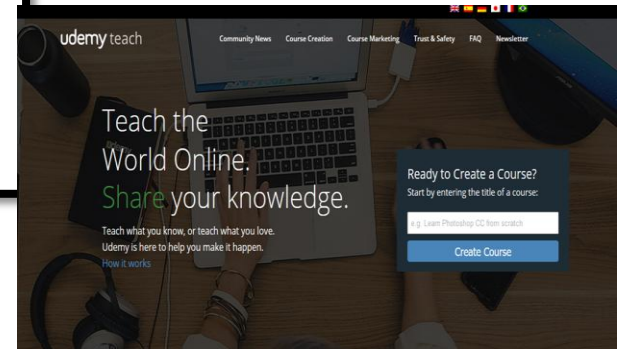 udemy teach
Community News Course Creation Course Marketing Trust & Safety FAQ Newsletter
Teach the
World Online.
Share your knowledge.
Teach what you know, or teach what you love.
Udemy is here to help you make it happen.
How it works
Ready to Create a Course?
Start by entering the title of a course:
e.g. Learn Photoshop CC from scratch
Create Course